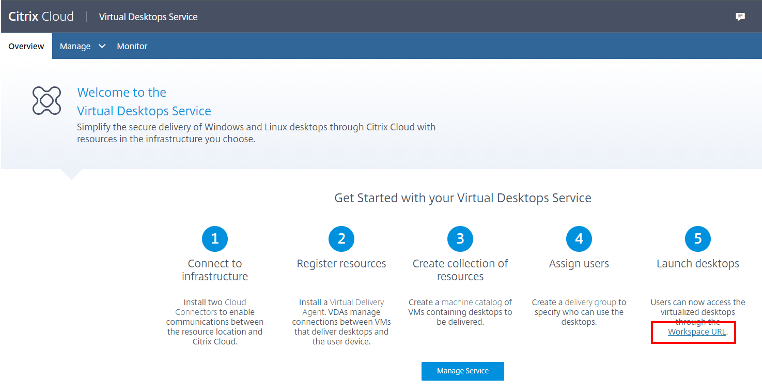 Citrix Cloud | Virtual Desktops Service
Overview Manage Monitor
Welcome to the
Virtual Desktops Service
Simplify the secure delivery of Windows and Linux desktops through Citrix Cloud with
resources in the infrastructure you choose.
Get Started with your Virtual Desktops Service
1
Connect to
infrastructure
Install two Cloud
Connectors to enable
communications between
the resource location and
Citrix Cloud.
2
Register resources
Install a Virtual Delivery
Agent. VDAs manage
connections between VMs
that deliver desktops and
the user device.
3
Create collection of
resources
Create a machine catalog of
VMs containing desktops to
be delivered.
4
Assign users
Create a delivery group to
specify who can use the
desktops.
5
Launch desktops
Users can now access the
virtualized desktops
through the
Workspace URL
Manage Service